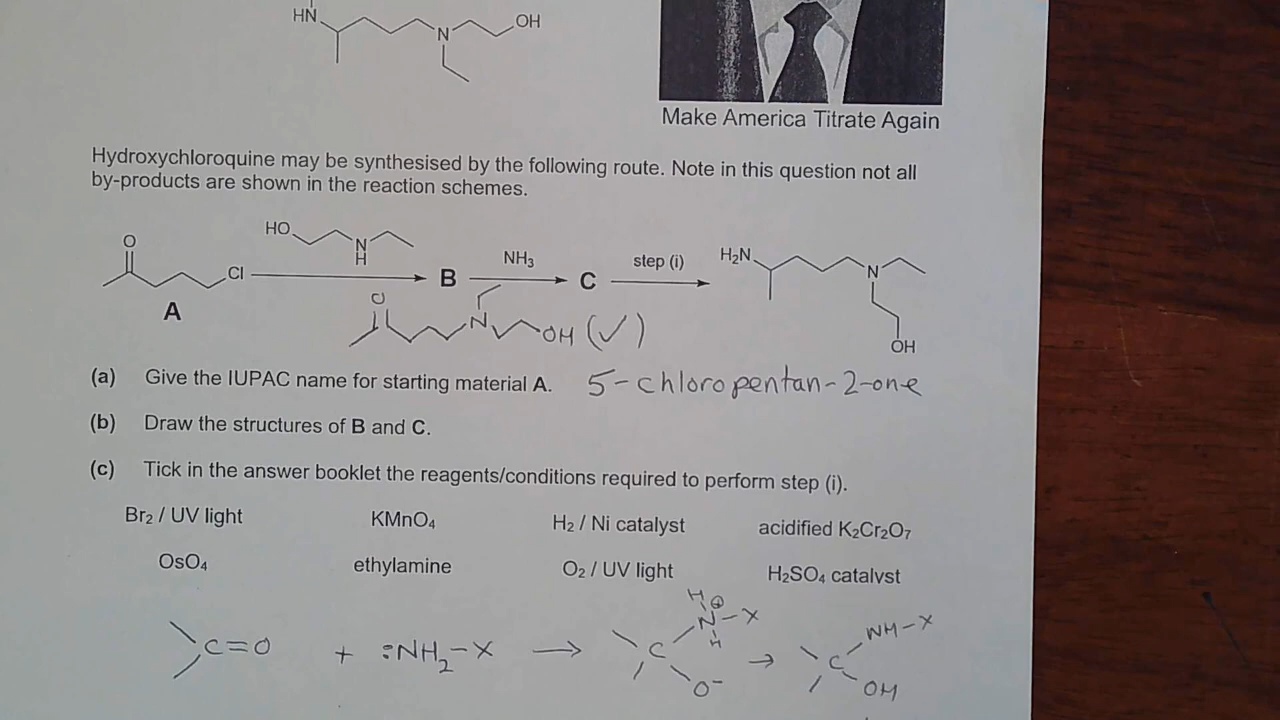 HN
N
OH
Make America Titrate Again
Hydroxychloroquine may be synthesised by the following route. Note in this question not all
by-products are shown in the reaction schemes.
HO
N
H
O
Cl
A
B
NH3
C
step (i)
H2N
N
OH
O
N
OH (✓)
(a) Give the IUPAC name for starting material A. 5-chloropentan-2-one
(b) Draw the structures of B and C.
(c) Tick in the answer booklet the reagents/conditions required to perform step (i).
Br2 / UV light KMnO4 H2 / Ni catalyst acidified K2Cr2O7
OsO4 ethylamine O2 / UV light H2SO4 catalyst
C=O + :NH2-X → C H N⊕-X H O⁻ → C NH-X OH